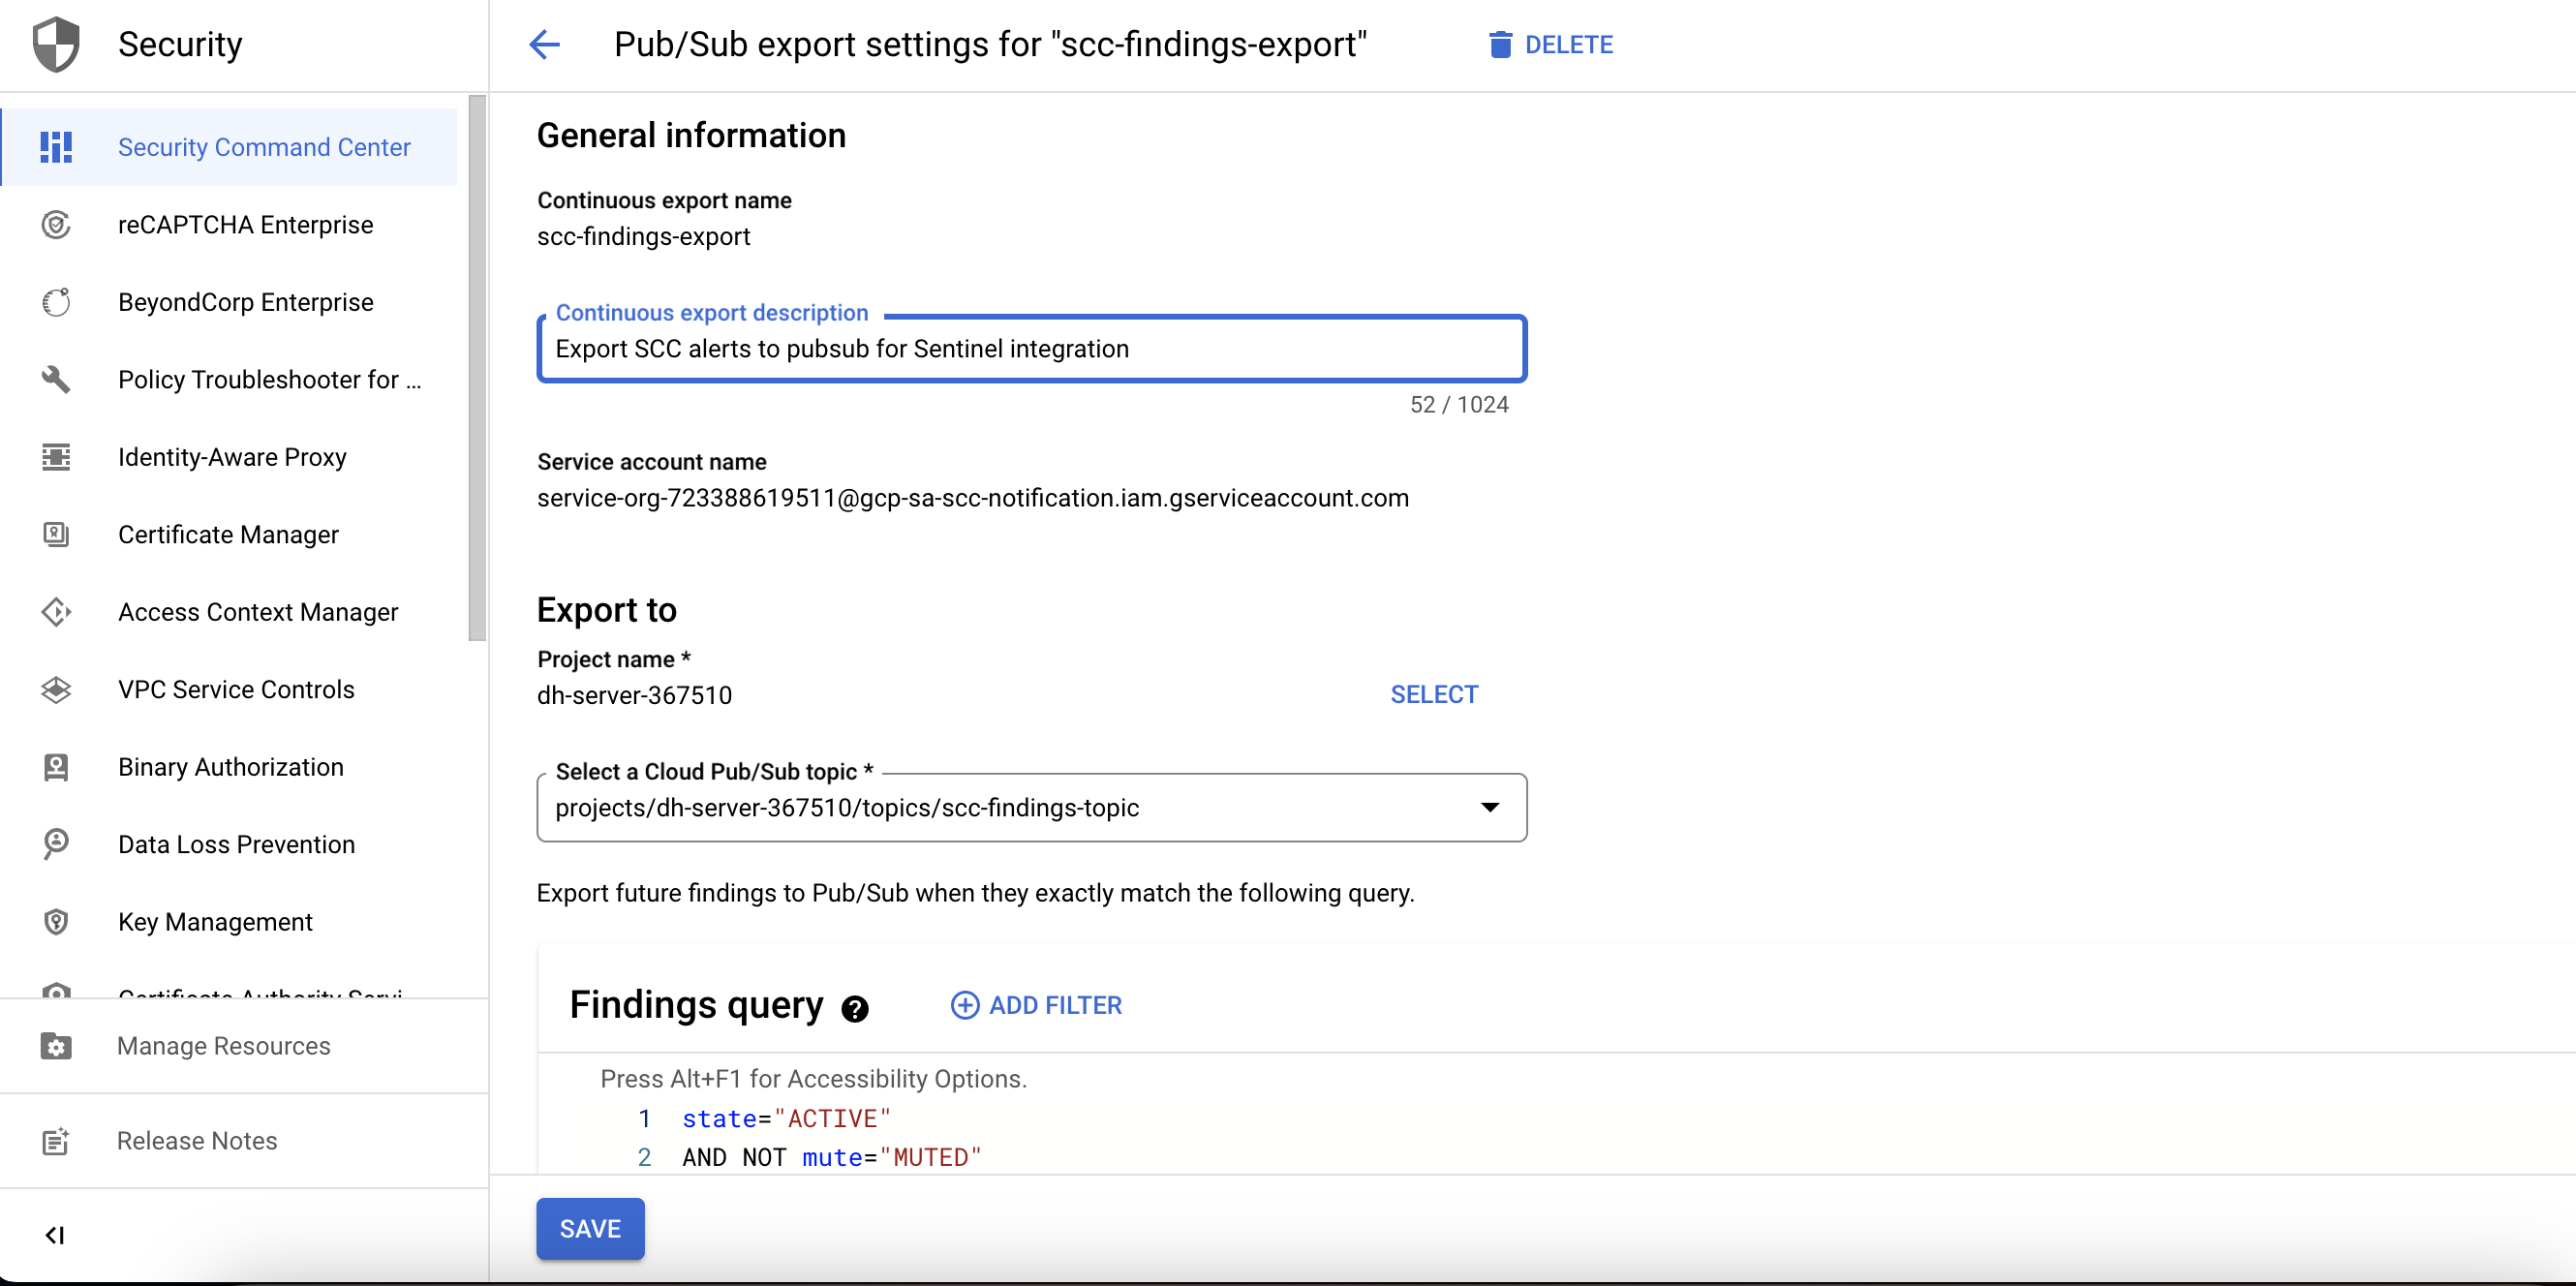 Security
Pub/Sub export settings for "scc-findings-export"
DELETE
Security Command Center
reCAPTCHA Enterprise
BeyondCorp Enterprise
Policy Troubleshooter for ...
Identity-Aware Proxy
Certificate Manager
Access Context Manager
VPC Service Controls
Binary Authorization
Data Loss Prevention
Key Management
Certificate Authority Servi
Manage Resources
Release Notes
General information
Continuous export name
scc-findings-export
Continuous export description
Export SCC alerts to pubsub for Sentinel integration
52 / 1024
Service account name
service-org-723388619511@gcp-sa-scc-notification.iam.gserviceaccount.com
Export to
Project name *
dh-server-367510
SELECT
Select a Cloud Pub/Sub topic *
projects/dh-server-367510/topics/scc-findings-topic
Export future findings to Pub/Sub when they exactly match the following query.
Findings query
ADD FILTER
Press Alt+F1 for Accessibility Options.
1 state="ACTIVE"
2 AND NOT mute="MUTED"
SAVE